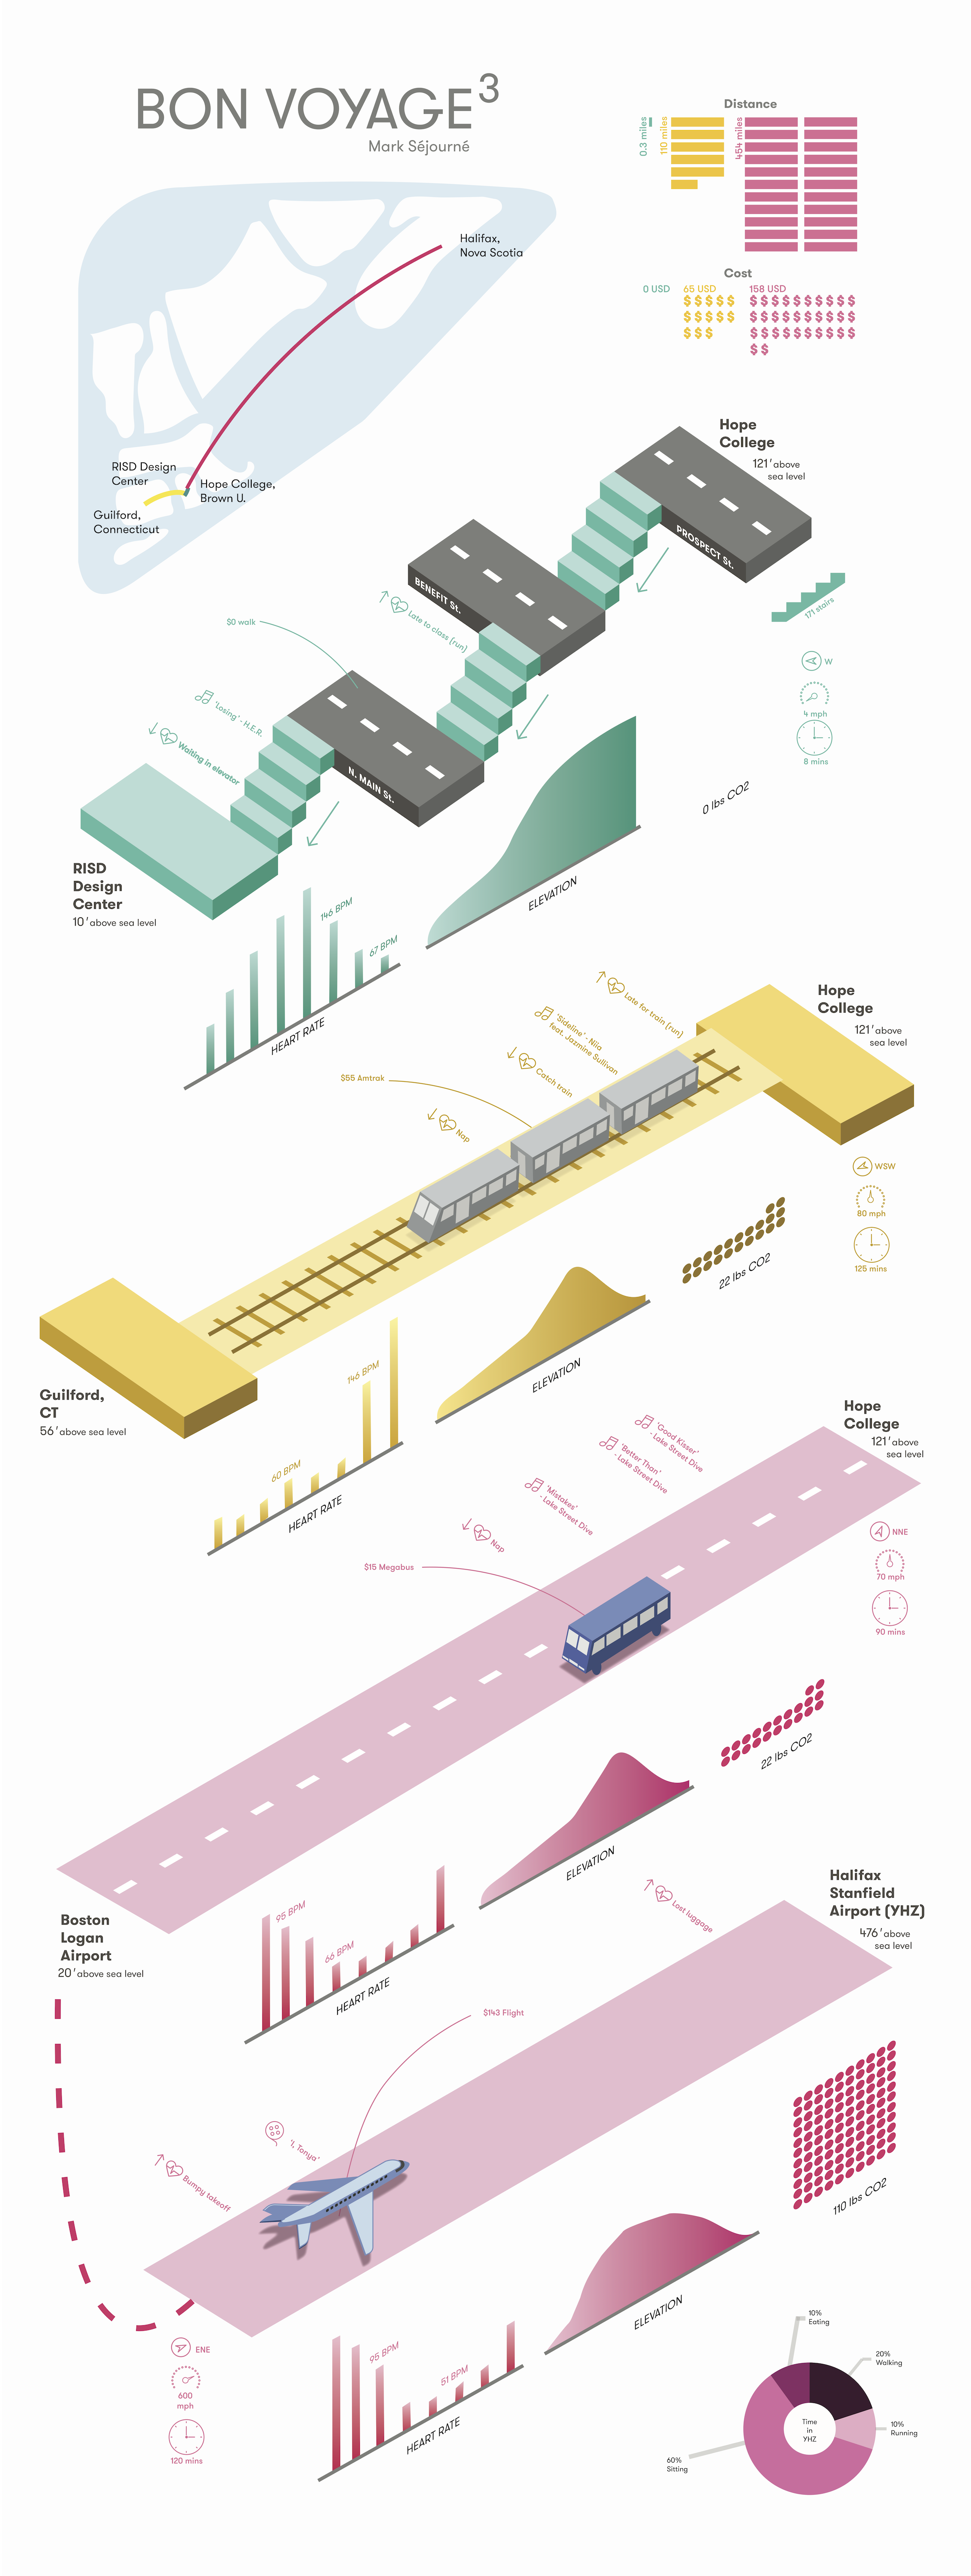 BON VOYAGE³
Mark Séjourné
Distance
0.3 miles
110 miles
454 miles
Cost
0 USD
65 USD
158 USD
$ $ $ $ $
$ $ $ $ $
$ $ $
$ $ $ $ $ $ $ $ $ $
$ $ $ $ $ $ $ $ $ $
$ $ $ $ $ $ $ $ $ $
$ $
Halifax,
Nova Scotia
RISD Design
Center
Hope College,
Brown U.
Guilford,
Connecticut
Hope
College
121′ above
sea level
PROSPECT St.
BENEFIT St.
N. MAIN St.
171 stairs
Late to class (run)
$0 walk
'Losing' - H.E.R.
Waiting in elevator
W
4 mph
8 mins
0 lbs CO2
RISD
Design
Center
10′ above sea level
ELEVATION
146 BPM
67 BPM
HEART RATE
Hope
College
121′ above
sea level
Late for train (run)
'Sideline' - Niia
feat. Jazmine Sullivan
Catch train
$55 Amtrak
Nap
WSW
80 mph
125 mins
22 lbs CO2
Guilford,
CT
56′ above sea level
ELEVATION
146 BPM
60 BPM
HEART RATE
Hope
College
121′ above
sea level
'Good Kisser'
- Lake Street Dive
'Better Than'
- Lake Street Dive
'Mistakes'
- Lake Street Dive
Nap
$15 Megabus
NNE
70 mph
90 mins
22 lbs CO2
Boston
Logan
Airport
20′ above sea level
ELEVATION
95 BPM
66 BPM
HEART RATE
Halifax
Stanfield
Airport (YHZ)
476′ above
sea level
Lost luggage
$143 Flight
'I, Tonya'
Bumpy takeoff
110 lbs CO2
ENE
600
mph
120 mins
ELEVATION
95 BPM
51 BPM
HEART RATE
10%
Eating
20%
Walking
10%
Running
60%
Sitting
Time
in
YHZ